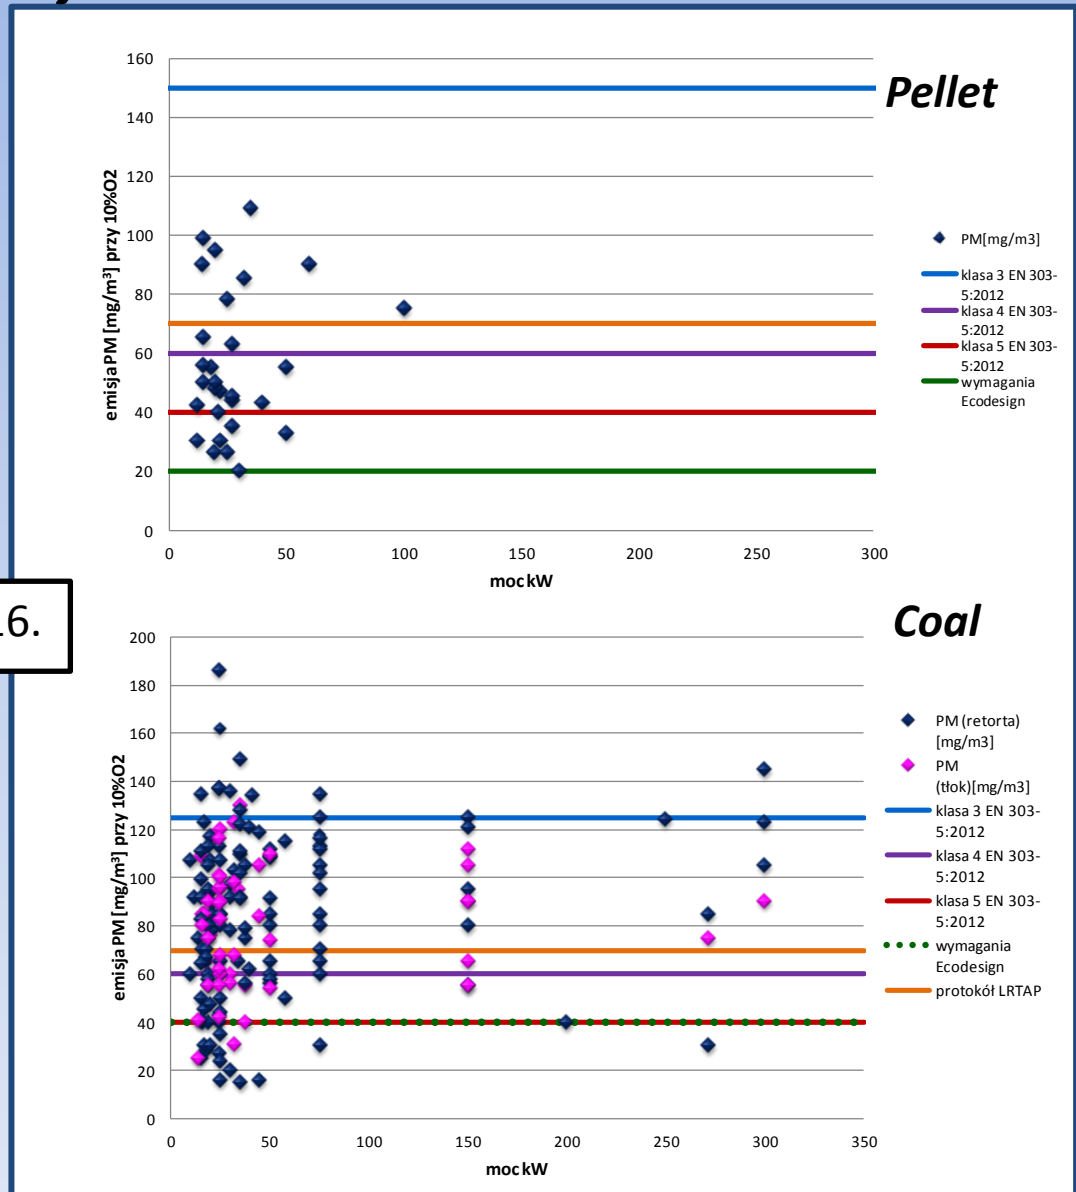 160
Pellet
140
120
100
80
60
40
20
0
emisja PM [mg/m³] przy 10%O2
0 50 100 150 200 250 300
moc kW
PM[mg/m3]
klasa 3 EN 303-
5:2012
klasa 4 EN 303-
5:2012
klasa 5 EN 303-
5:2012
wymagania
Ecodesign
6.
Coal
200
180
160
140
120
100
80
60
40
20
0
emisja PM [mg/m³] przy 10%O2
0 50 100 150 200 250 300 350
moc kW
PM (retorta)
[mg/m3]
PM
(tłok)[mg/m3]
klasa 3 EN 303-
5:2012
klasa 4 EN 303-
5:2012
klasa 5 EN 303-
5:2012
wymagania
Ecodesign
protokół LRTAP